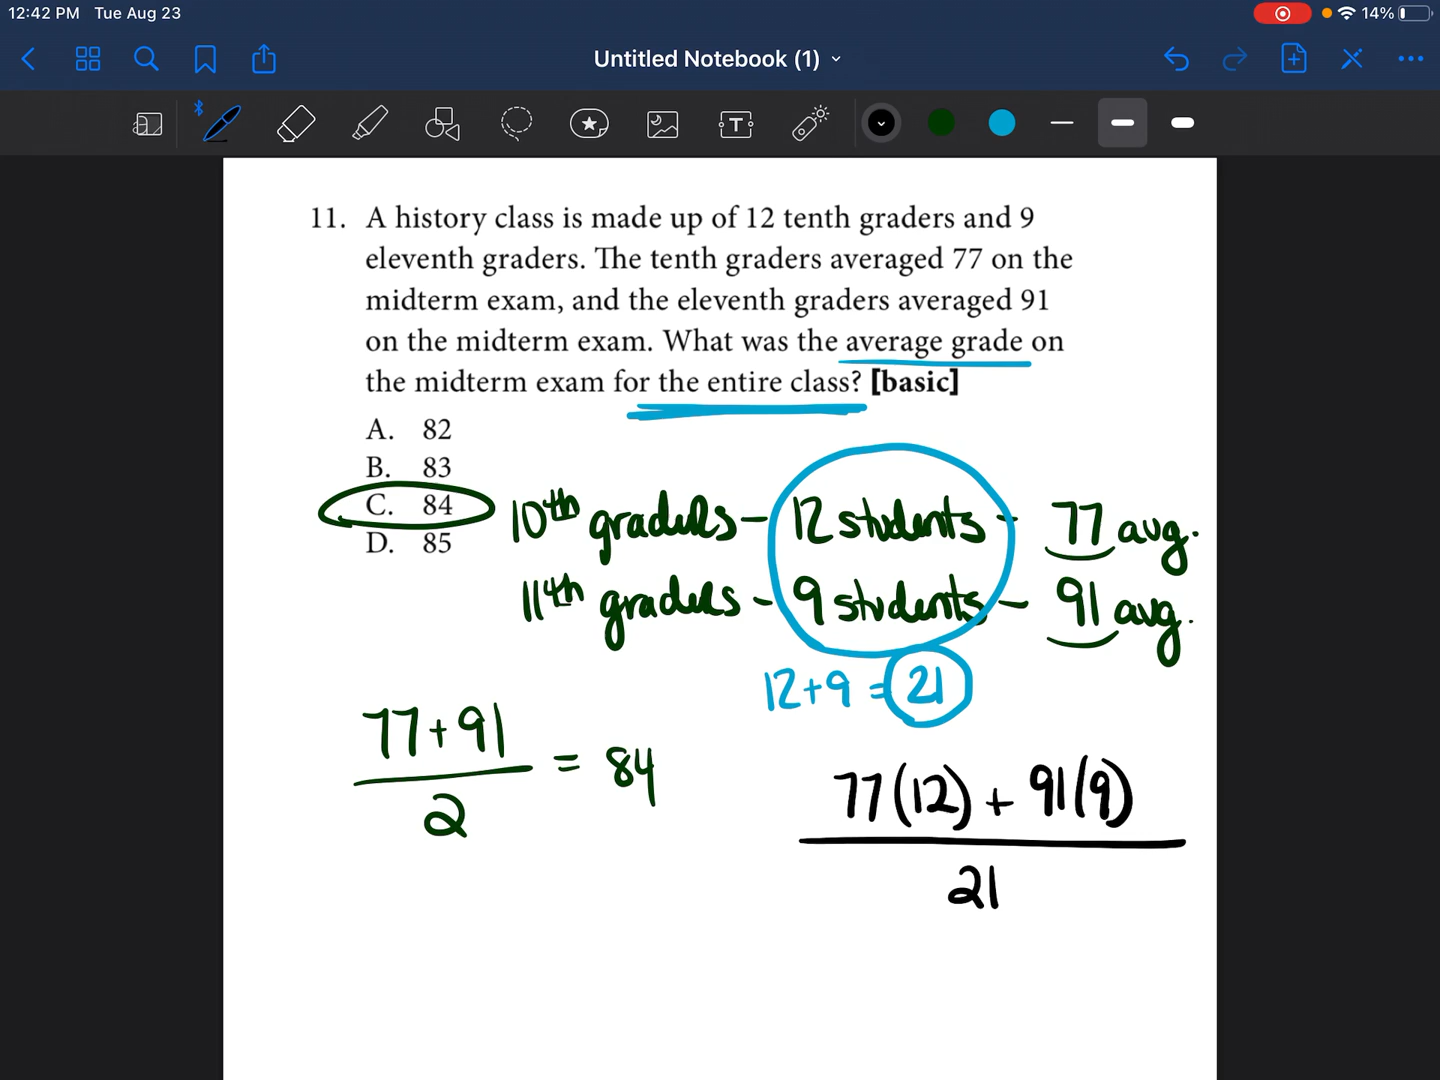 12:42 PM Tue Aug 23
14%
Untitled Notebook (1)
T
11. A history class is made up of 12 tenth graders and 9
eleventh graders. The tenth graders averaged 77 on the
midterm exam, and the eleventh graders averaged 91
on the midterm exam. What was the average grade on
the midterm exam for the entire class? [basic]
A. 82
B. 83
C. 84
D. 85
10th graders - 12 students - 77 avg.
11th graders - 9 students - 91 avg.
12+9 = 21
77+91
2
= 84
77(12) + 91(9)
21